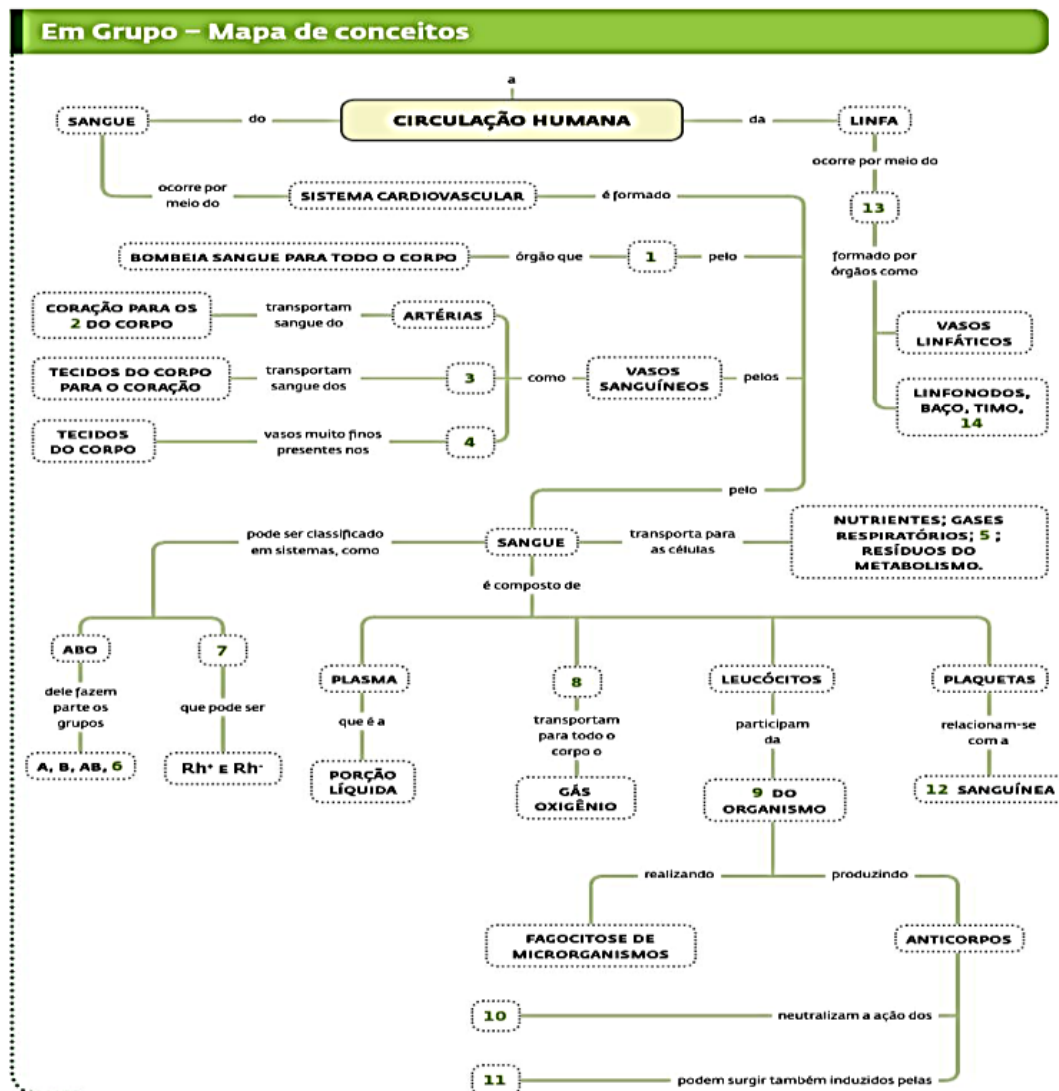 Em Grupo – Mapa de conceitos
a
SANGUE
do
CIRCULAÇÃO HUMANA
da
LINFA
ocorre por meio do
ocorre por
meio do
SISTEMA CARDIOVASCULAR
é formado
13
BOMBEIA SANGUE PARA TODO O CORPO
órgão que
1
pelo
formado por
órgãos como
CORAÇÃO PARA OS
2 DO CORPO
transportam
sangue do
ARTÉRIAS
VASOS
LINFÁTICOS
TECIDOS DO CORPO
PARA O CORAÇÃO
transportam
sangue dos
3
como
VASOS
SANGUÍNEOS
pelos
LINFONODOS,
BAÇO, TIMO,
14
TECIDOS
DO CORPO
vasos muito finos
presentes nos
4
pelo
pode ser classificado
em sistemas, como
SANGUE
transporta para
as células
NUTRIENTES; GASES
RESPIRATÓRIOS; 5 ;
RESÍDUOS DO
METABOLISMO.
é composto de
ABO
7
PLASMA
8
LEUCÓCITOS
PLAQUETAS
dele fazem
parte os
grupos
que pode ser
que é a
transportam
para todo o
corpo o
participam
da
relacionam-se
com a
A, B, AB, 6
Rh+ E Rh-
PORÇÃO
LÍQUIDA
GÁS
OXIGÊNIO
9 DO
ORGANISMO
12 SANGUÍNEA
realizando
produzindo
FAGOCITOSE DE
MICRORGANISMOS
ANTICORPOS
10
neutralizam a ação dos
11
podem surgir também induzidos pelas